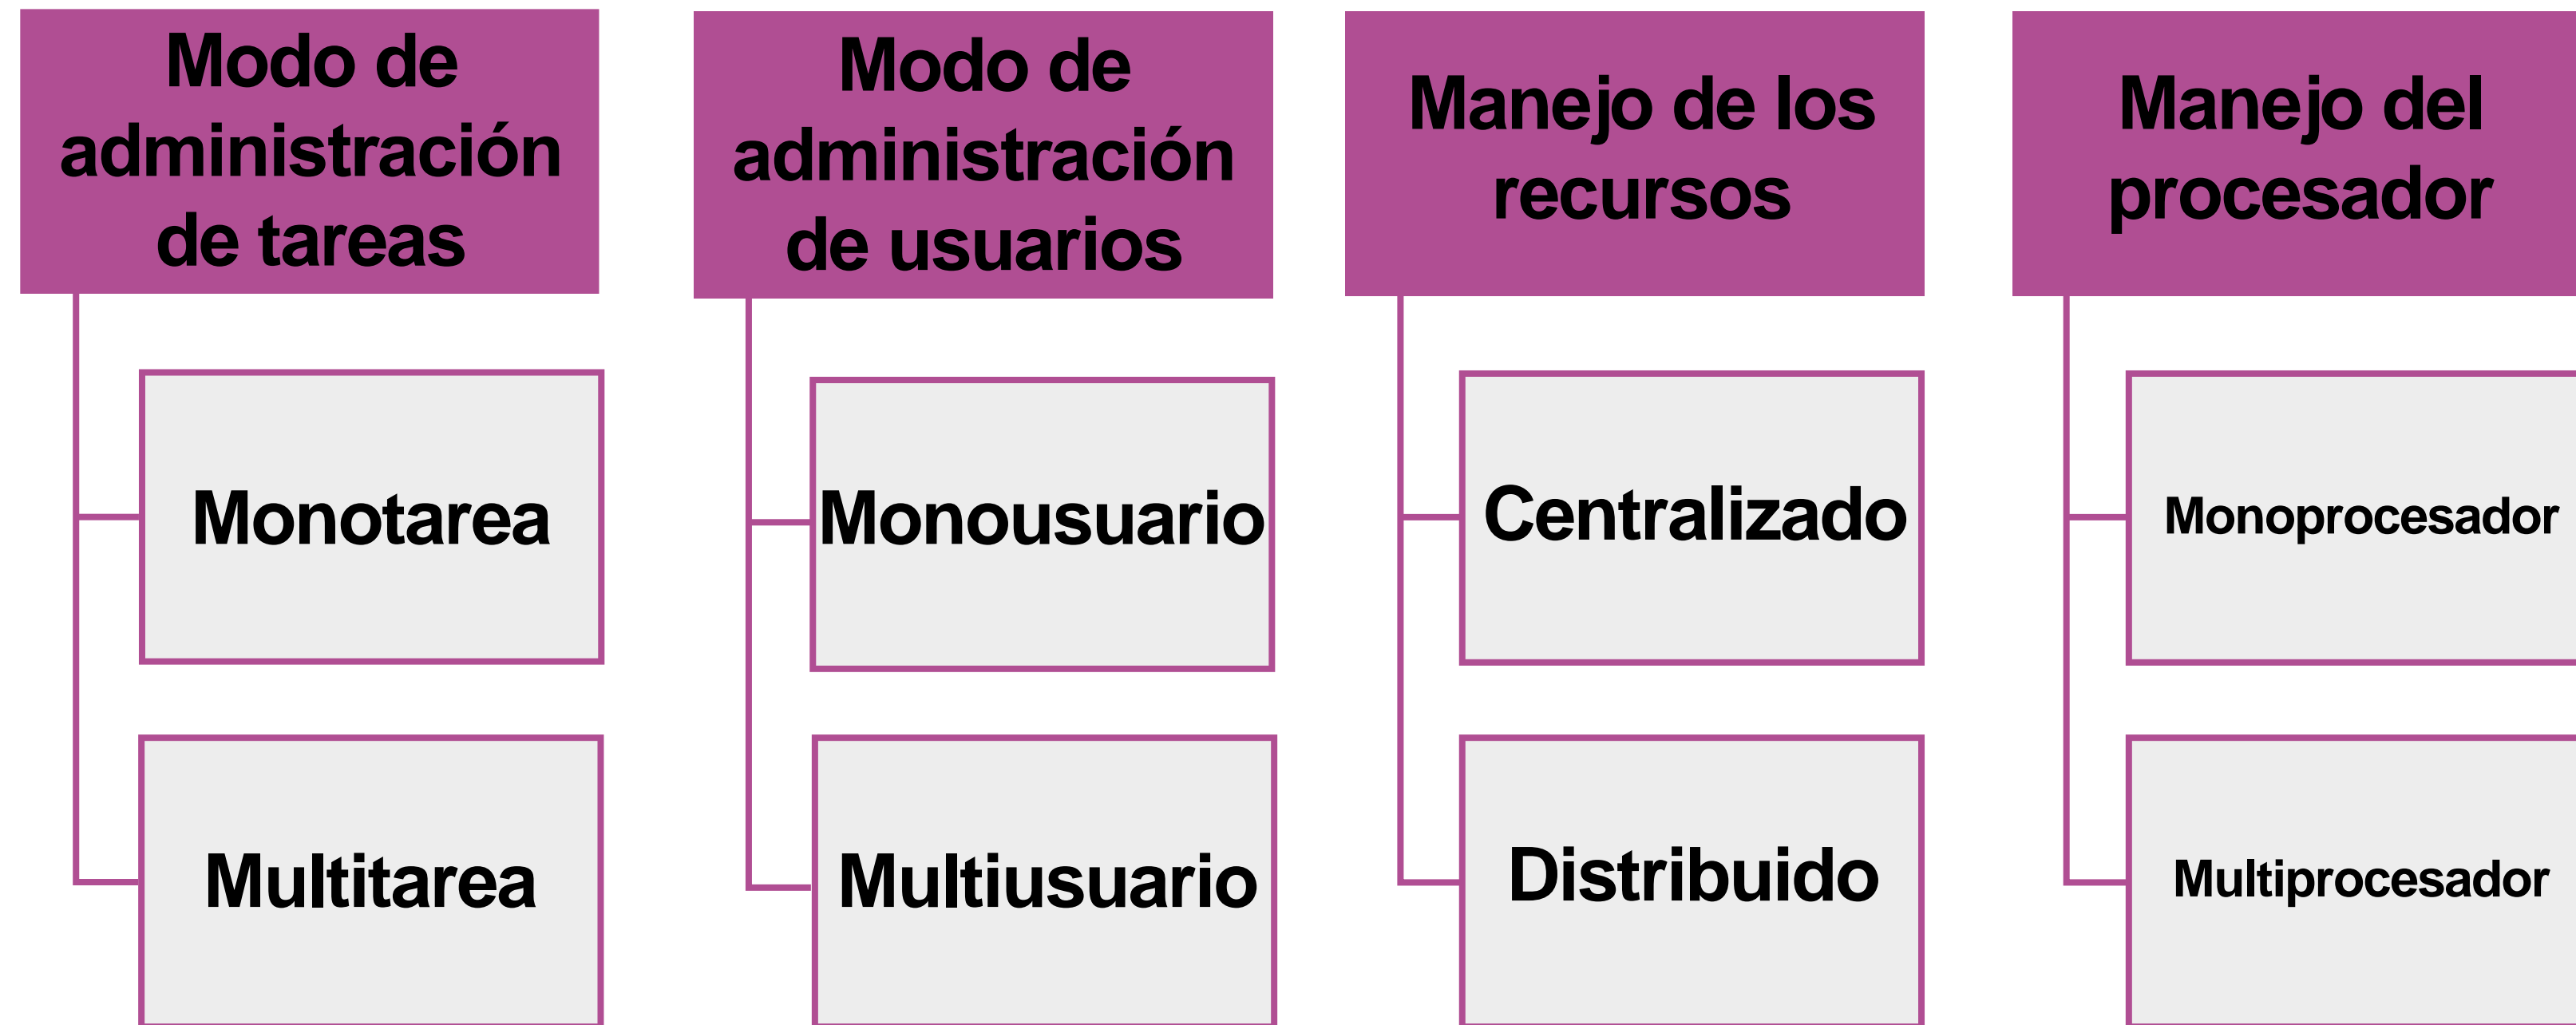 Modo de
administración
de tareas
Monotarea
Multitarea
Modo de
administración
de usuarios
Monousuario
Multiusuario
Manejo de los
recursos
Centralizado
Distribuido
Manejo del
procesador
Monoprocesador
Multiprocesador